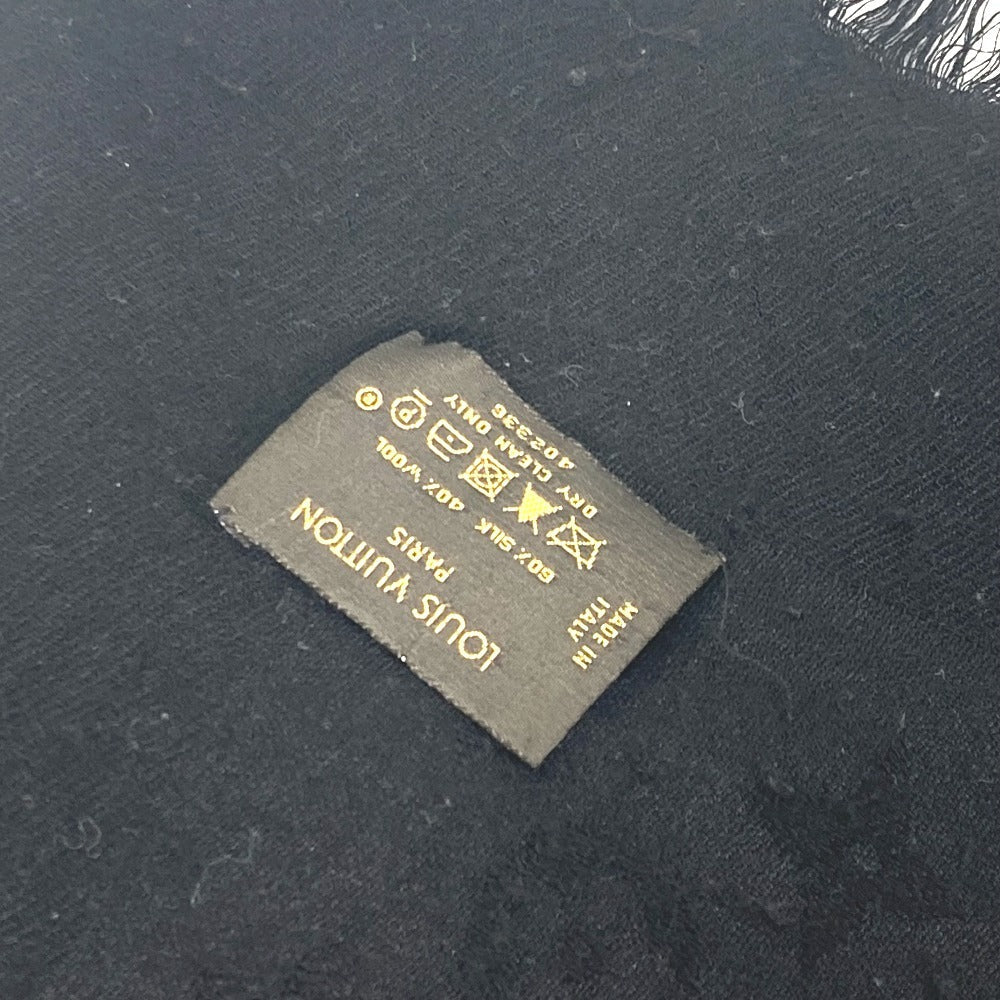 LOUIS VUITTON
PARIS
60% SILK 40% WOOL
P
DRY CLEAN ONLY
402336
MADE IN
ITALY